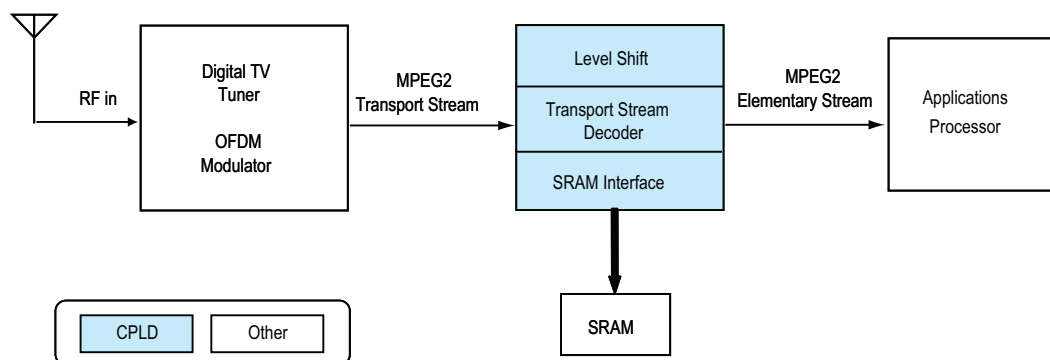 RF in
Digital TV
Tuner
OFDM
Modulator
MPEG2
Transport Stream
Level Shift
Transport Stream
Decoder
SRAM Interface
MPEG2
Elementary Stream
Applications
Processor
SRAM
CPLD
Other